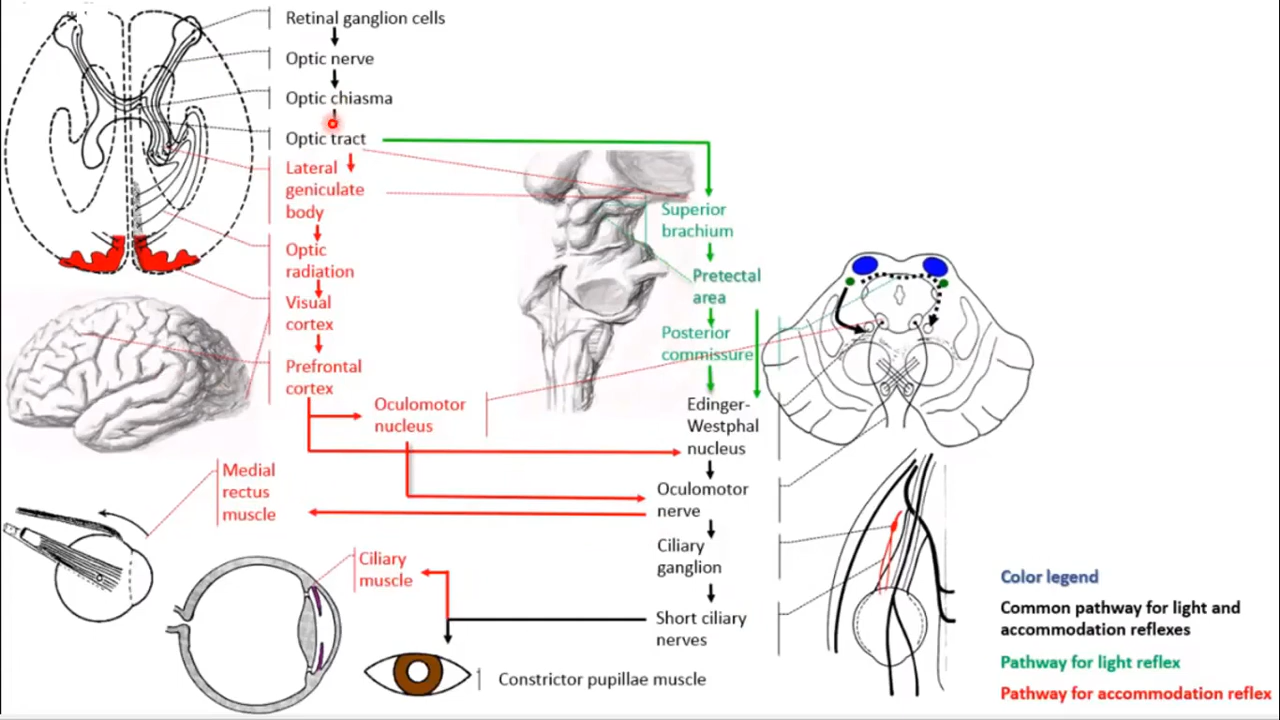 Retinal ganglion cells
Optic nerve
Optic chiasma
Optic tract
Lateral
geniculate
body
Optic
radiation
Visual
cortex
Prefrontal
cortex
Oculomotor
nucleus
Superior
brachium
Pretectal
area
Posterior
commissure
Edinger-
Westphal
nucleus
Oculomotor
nerve
Ciliary
ganglion
Short ciliary
nerves
Medial
rectus
muscle
Ciliary
muscle
Constrictor pupillae muscle
Color legend
Common pathway for light and
accommodation reflexes
Pathway for light reflex
Pathway for accommodation reflex